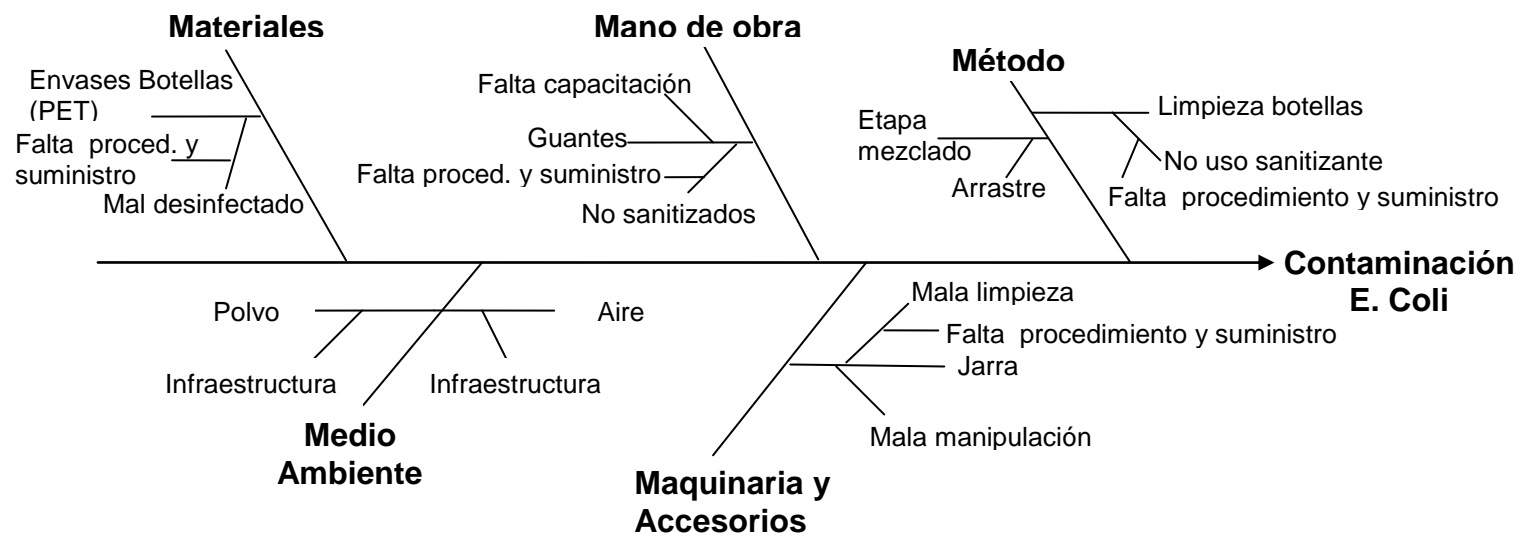 Materiales
Mano de obra
Método
Envases Botellas
(PET)
Falta proced. y
suministro
Mal desinfectado
Falta capacitación
Guantes
Falta proced. y suministro
No sanitizados
Etapa
mezclado
Arrastre
Limpieza botellas
No uso sanitizante
Falta procedimiento y suministro
Contaminación
E. Coli
Polvo
Aire
Infraestructura
Infraestructura
Medio
Ambiente
Mala limpieza
Falta procedimiento y suministro
Jarra
Mala manipulación
Maquinaria y
Accesorios